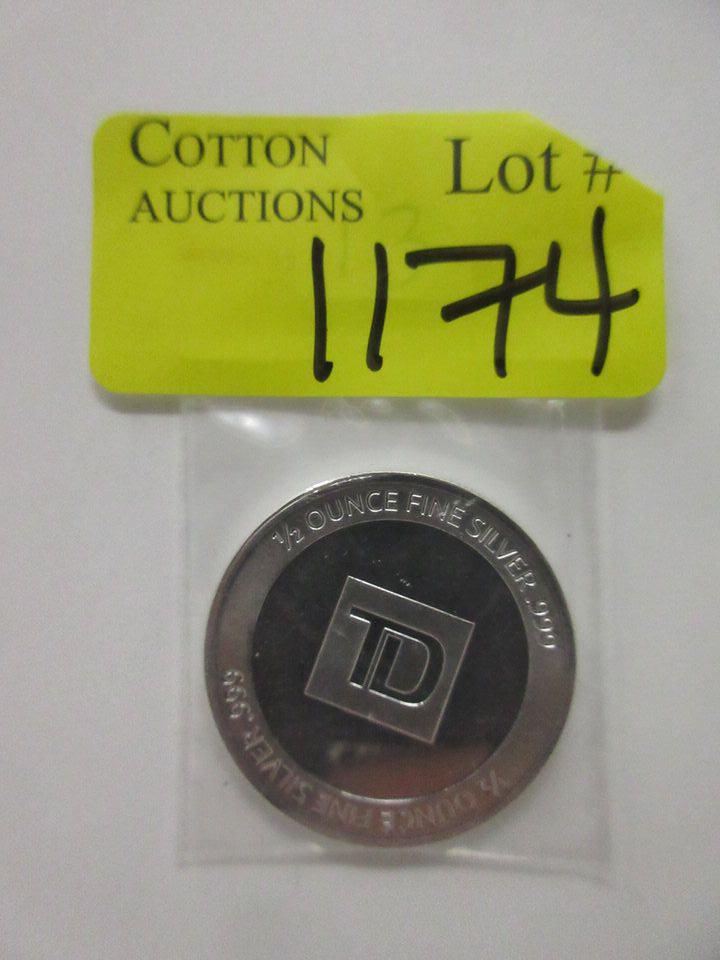 COTTON
AUCTIONS
Lot #
1174
1/2 OUNCE FINE SILVER .999
TD
1/2 OUNCE FINE SILVER .999